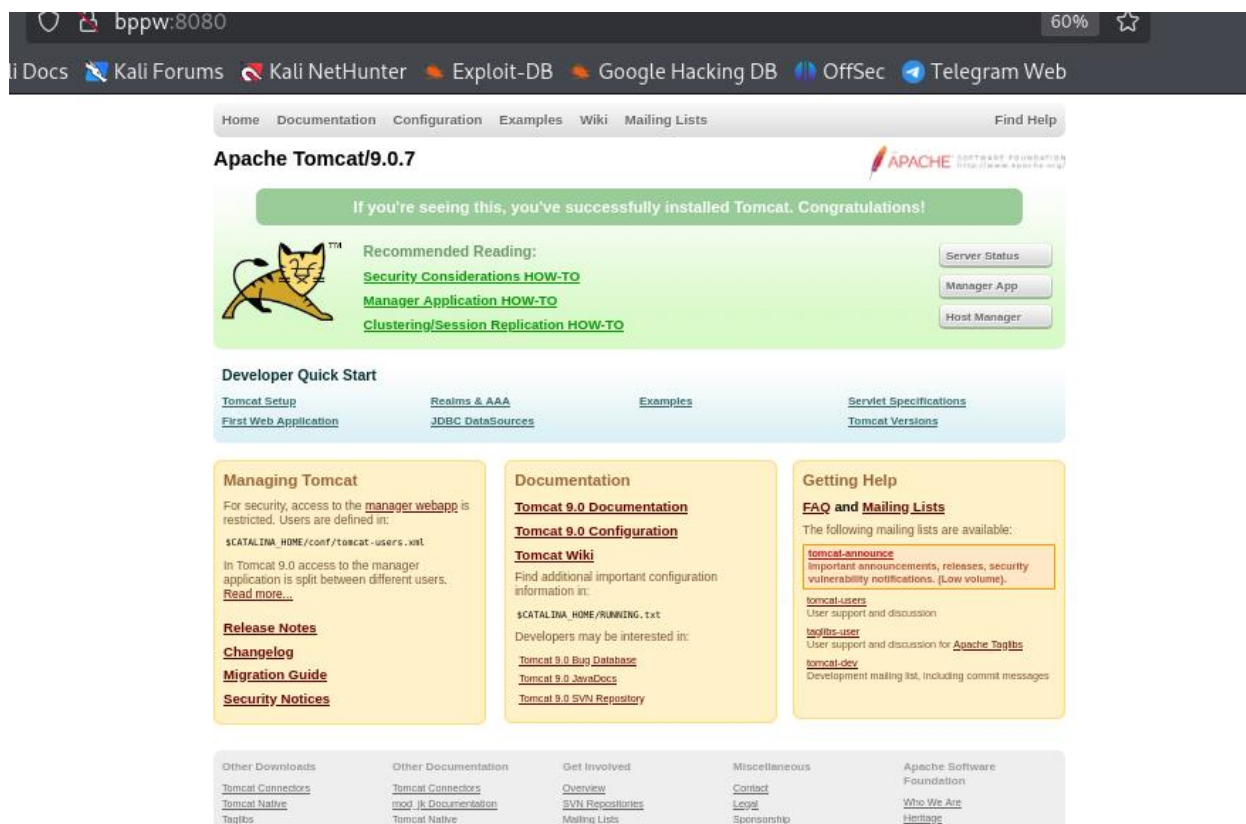 bppw:8080
60%
li Docs Kali Forums Kali NetHunter Exploit-DB Google Hacking DB OffSec Telegram Web
Home Documentation Configuration Examples Wiki Mailing Lists Find Help
Apache Tomcat/9.0.7
APACHE SOFTWARE FOUNDATION
http://www.apache.org/
If you're seeing this, you've successfully installed Tomcat. Congratulations!
TM
Recommended Reading:
Security Considerations HOW-TO
Manager Application HOW-TO
Clustering/Session Replication HOW-TO
Server Status
Manager App
Host Manager
Developer Quick Start
Tomcat Setup
First Web Application
Realms & AAA
JDBC DataSources
Examples
Servlet Specifications
Tomcat Versions
Managing Tomcat
For security, access to the manager webapp is
restricted. Users are defined in:
$CATALINA_HOME/conf/tomcat-users.xml
In Tomcat 9.0 access to the manager
application is split between different users.
Read more...
Release Notes
Changelog
Migration Guide
Security Notices
Documentation
Tomcat 9.0 Documentation
Tomcat 9.0 Configuration
Tomcat Wiki
Find additional important configuration
information in:
$CATALINA_HOME/RUNNING.txt
Developers may be interested in:
Tomcat 9.0 Bug Database
Tomcat 9.0 JavaDocs
Tomcat 9.0 SVN Repository
Getting Help
FAQ and Mailing Lists
The following mailing lists are available:
tomcat-announce
Important announcements, releases, security
vulnerability notifications. (Low volume).
tomcat-users
User support and discussion
taglibs-user
User support and discussion for Apache Taglibs
tomcat-dev
Development mailing list, including commit messages
Other Downloads
Tomcat Connectors
Tomcat Native
Taglibs
Other Documentation
Tomcat Connectors
mod_jk Documentation
Tomcat Native
Get Involved
Overview
SVN Repositories
Mailing Lists
Miscellaneous
Contact
Legal
Sponsorship
Apache Software
Foundation
Who We Are
Heritage